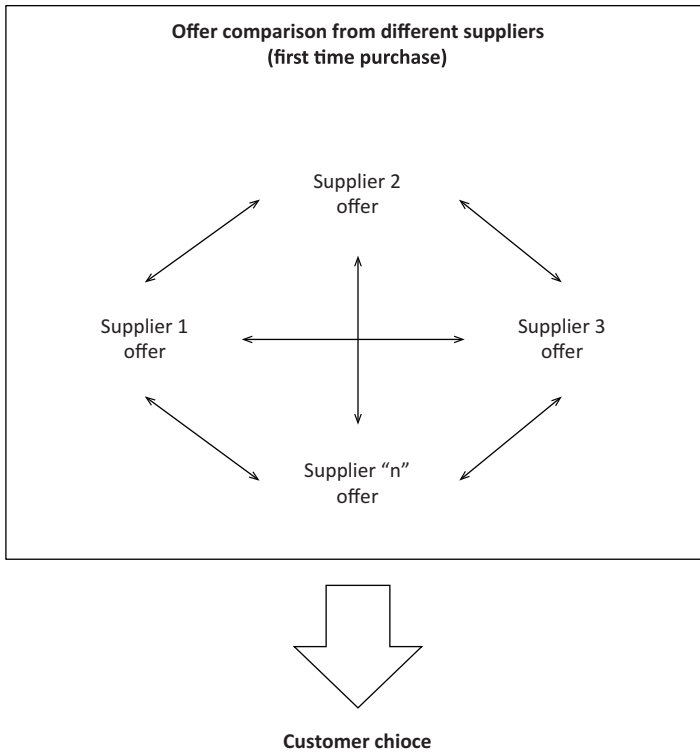 Offer comparison from different suppliers
(first time purchase)
Supplier 2
offer
Supplier 1
offer
Supplier 3
offer
Supplier “n”
offer
Customer chioce